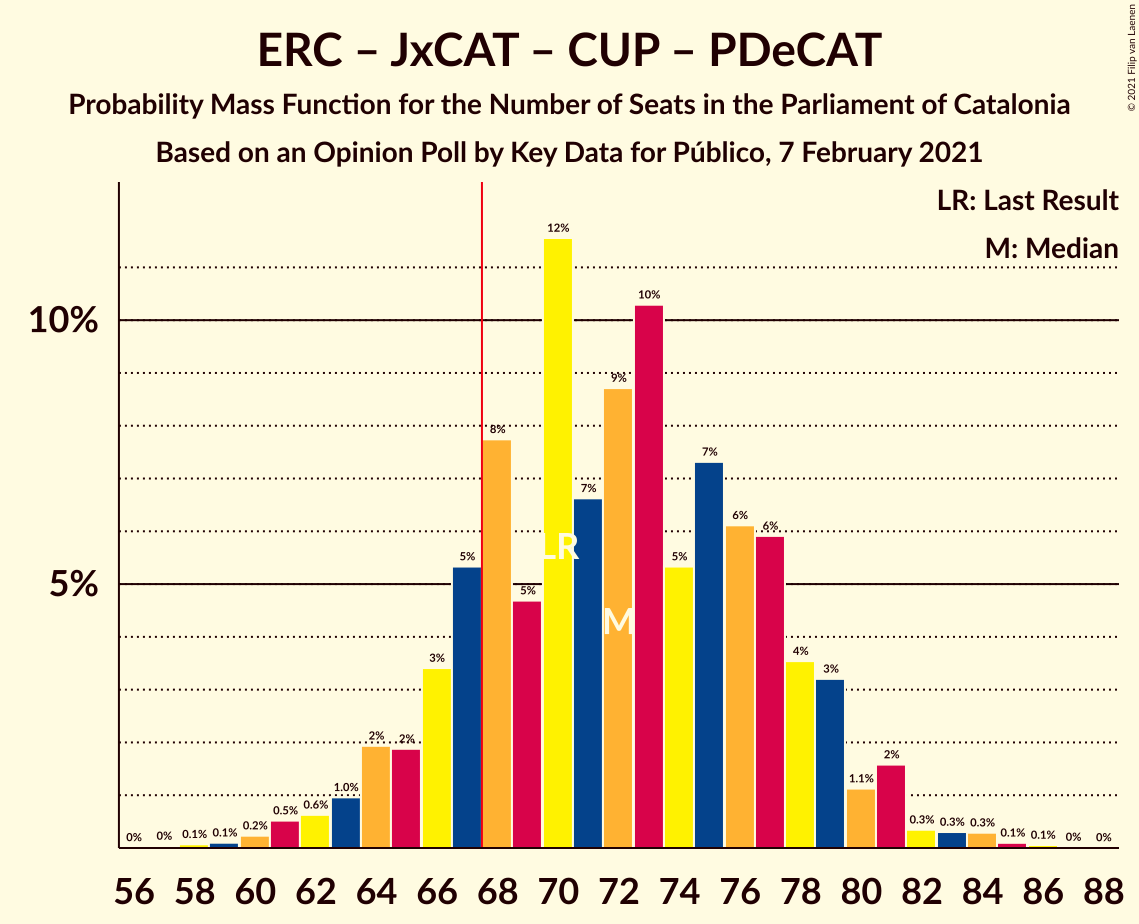 ERC – JxCAT – CUP – PDeCAT
Probability Mass Function for the Number of Seats in the Parliament of Catalonia
Based on an Opinion Poll by Key Data for Público, 7 February 2021
© 2021 Filip van Laenen
LR: Last Result
M: Median
10%
5%
0% 0% 0.1% 0.1% 0.2% 0.5% 0.6% 1.0% 2% 2% 3% 5% 8% 5% 12% 7% 9% 10% 5% 7% 6% 6% 4% 3% 1.1% 2% 0.3% 0.3% 0.3% 0.1% 0.1% 0% 0%
LR
M
56 58 60 62 64 66 68 70 72 74 76 78 80 82 84 86 88